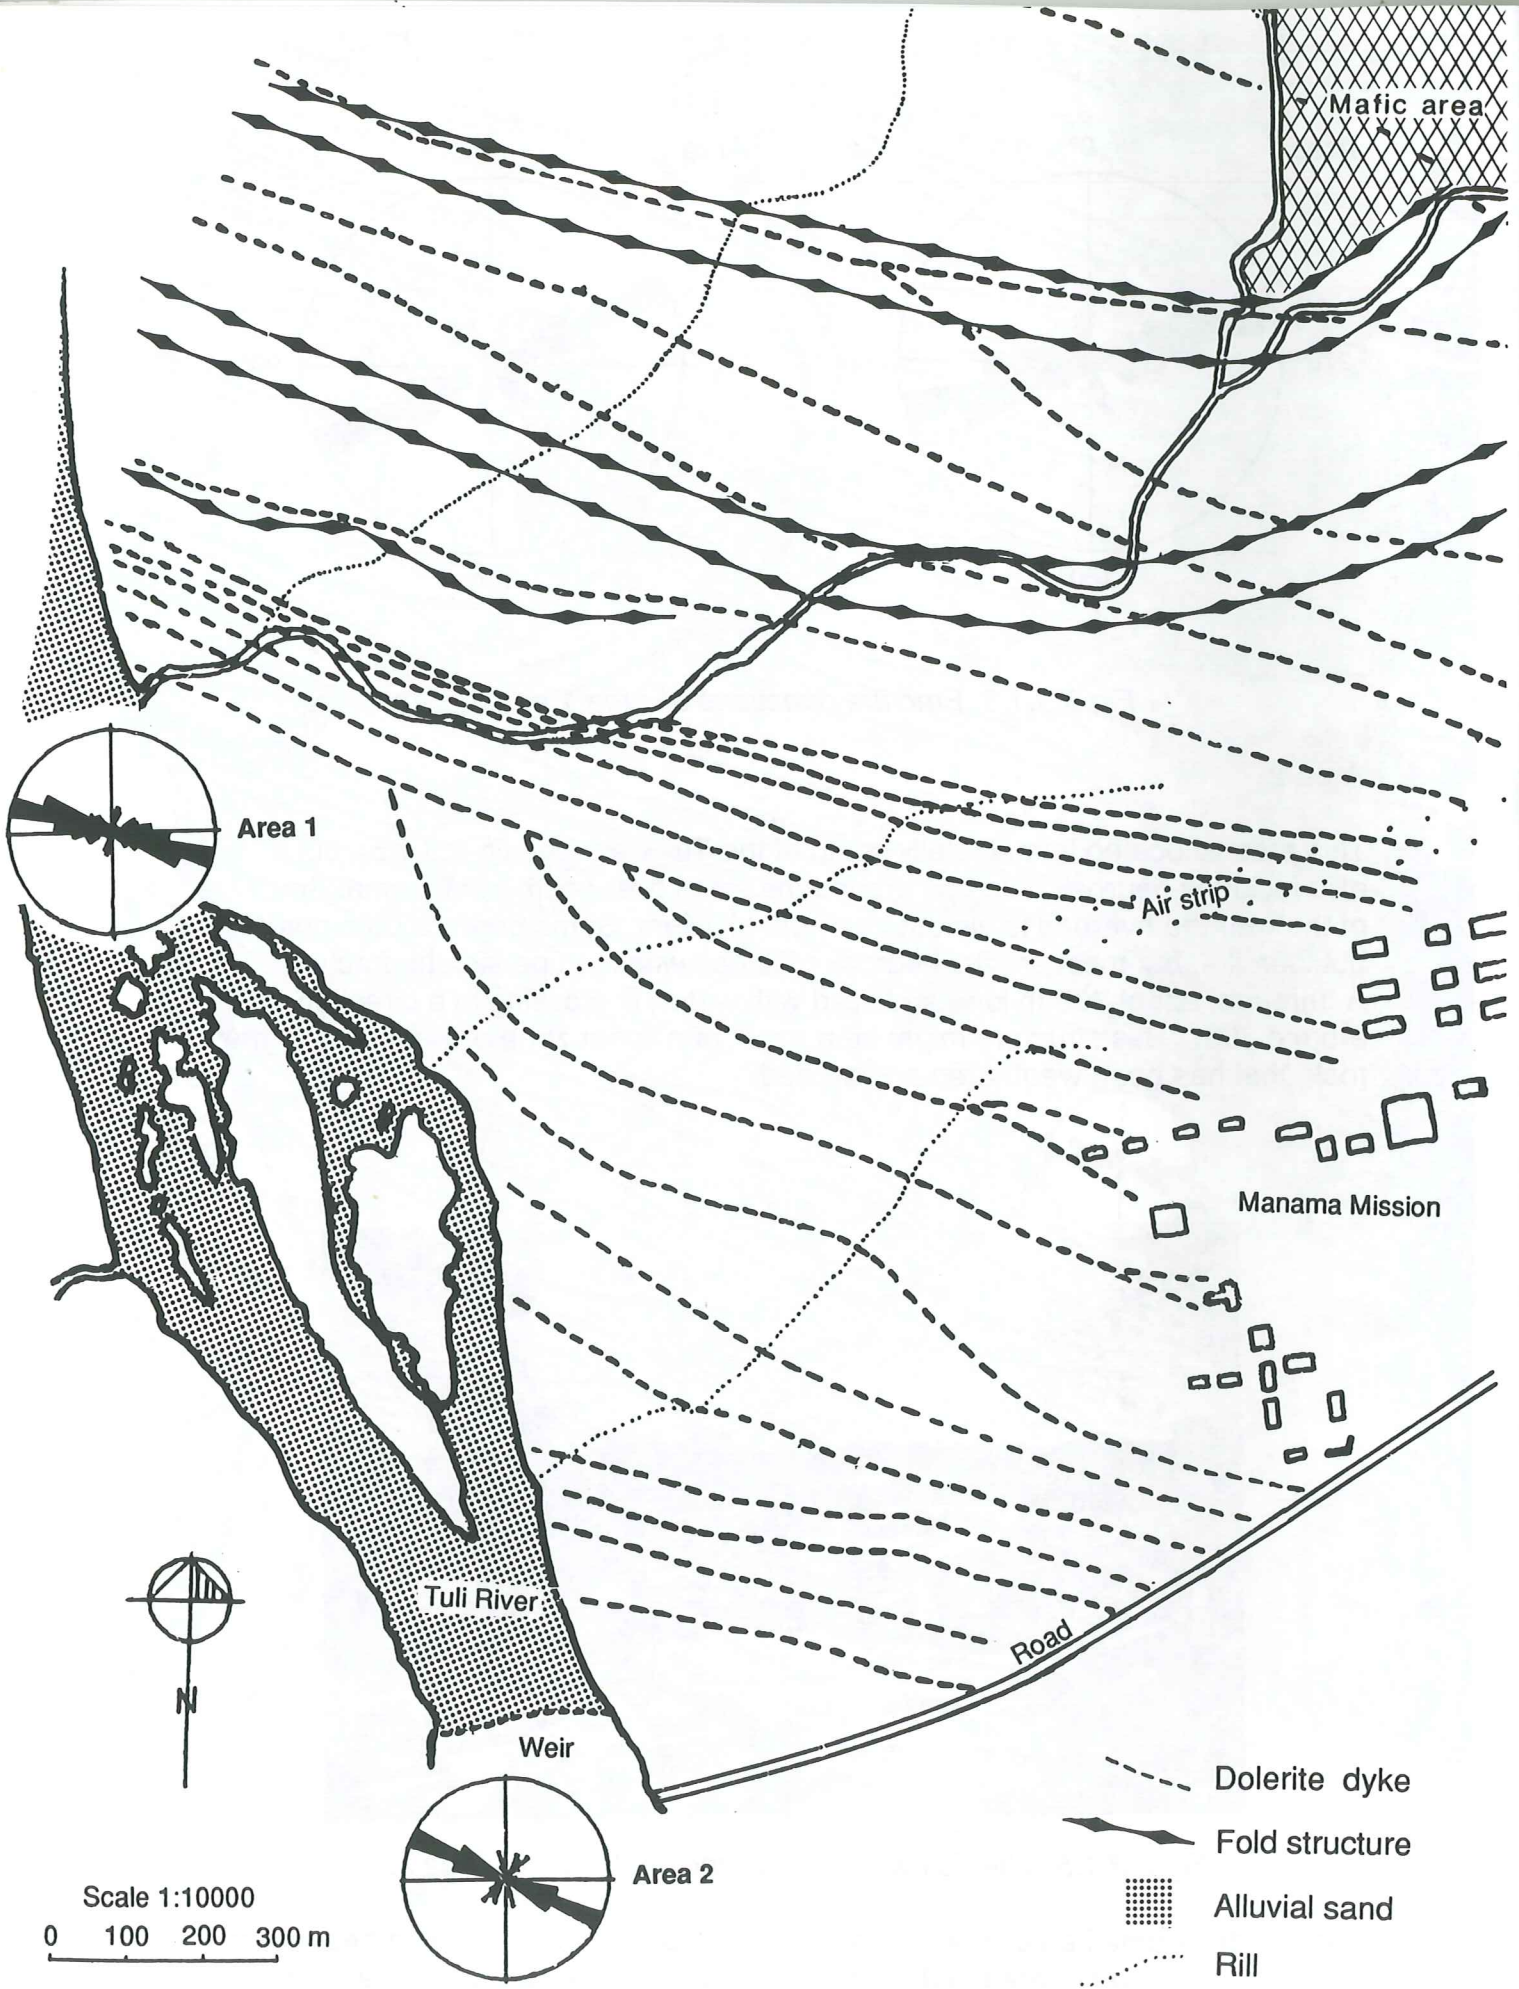 Mafic area
Area 1
Air strip
Manama Mission
Tuli River
Road
N
Weir
Dolerite dyke
Fold structure
Area 2
Scale 1:10000
0 100 200 300 m
Alluvial sand
Rill